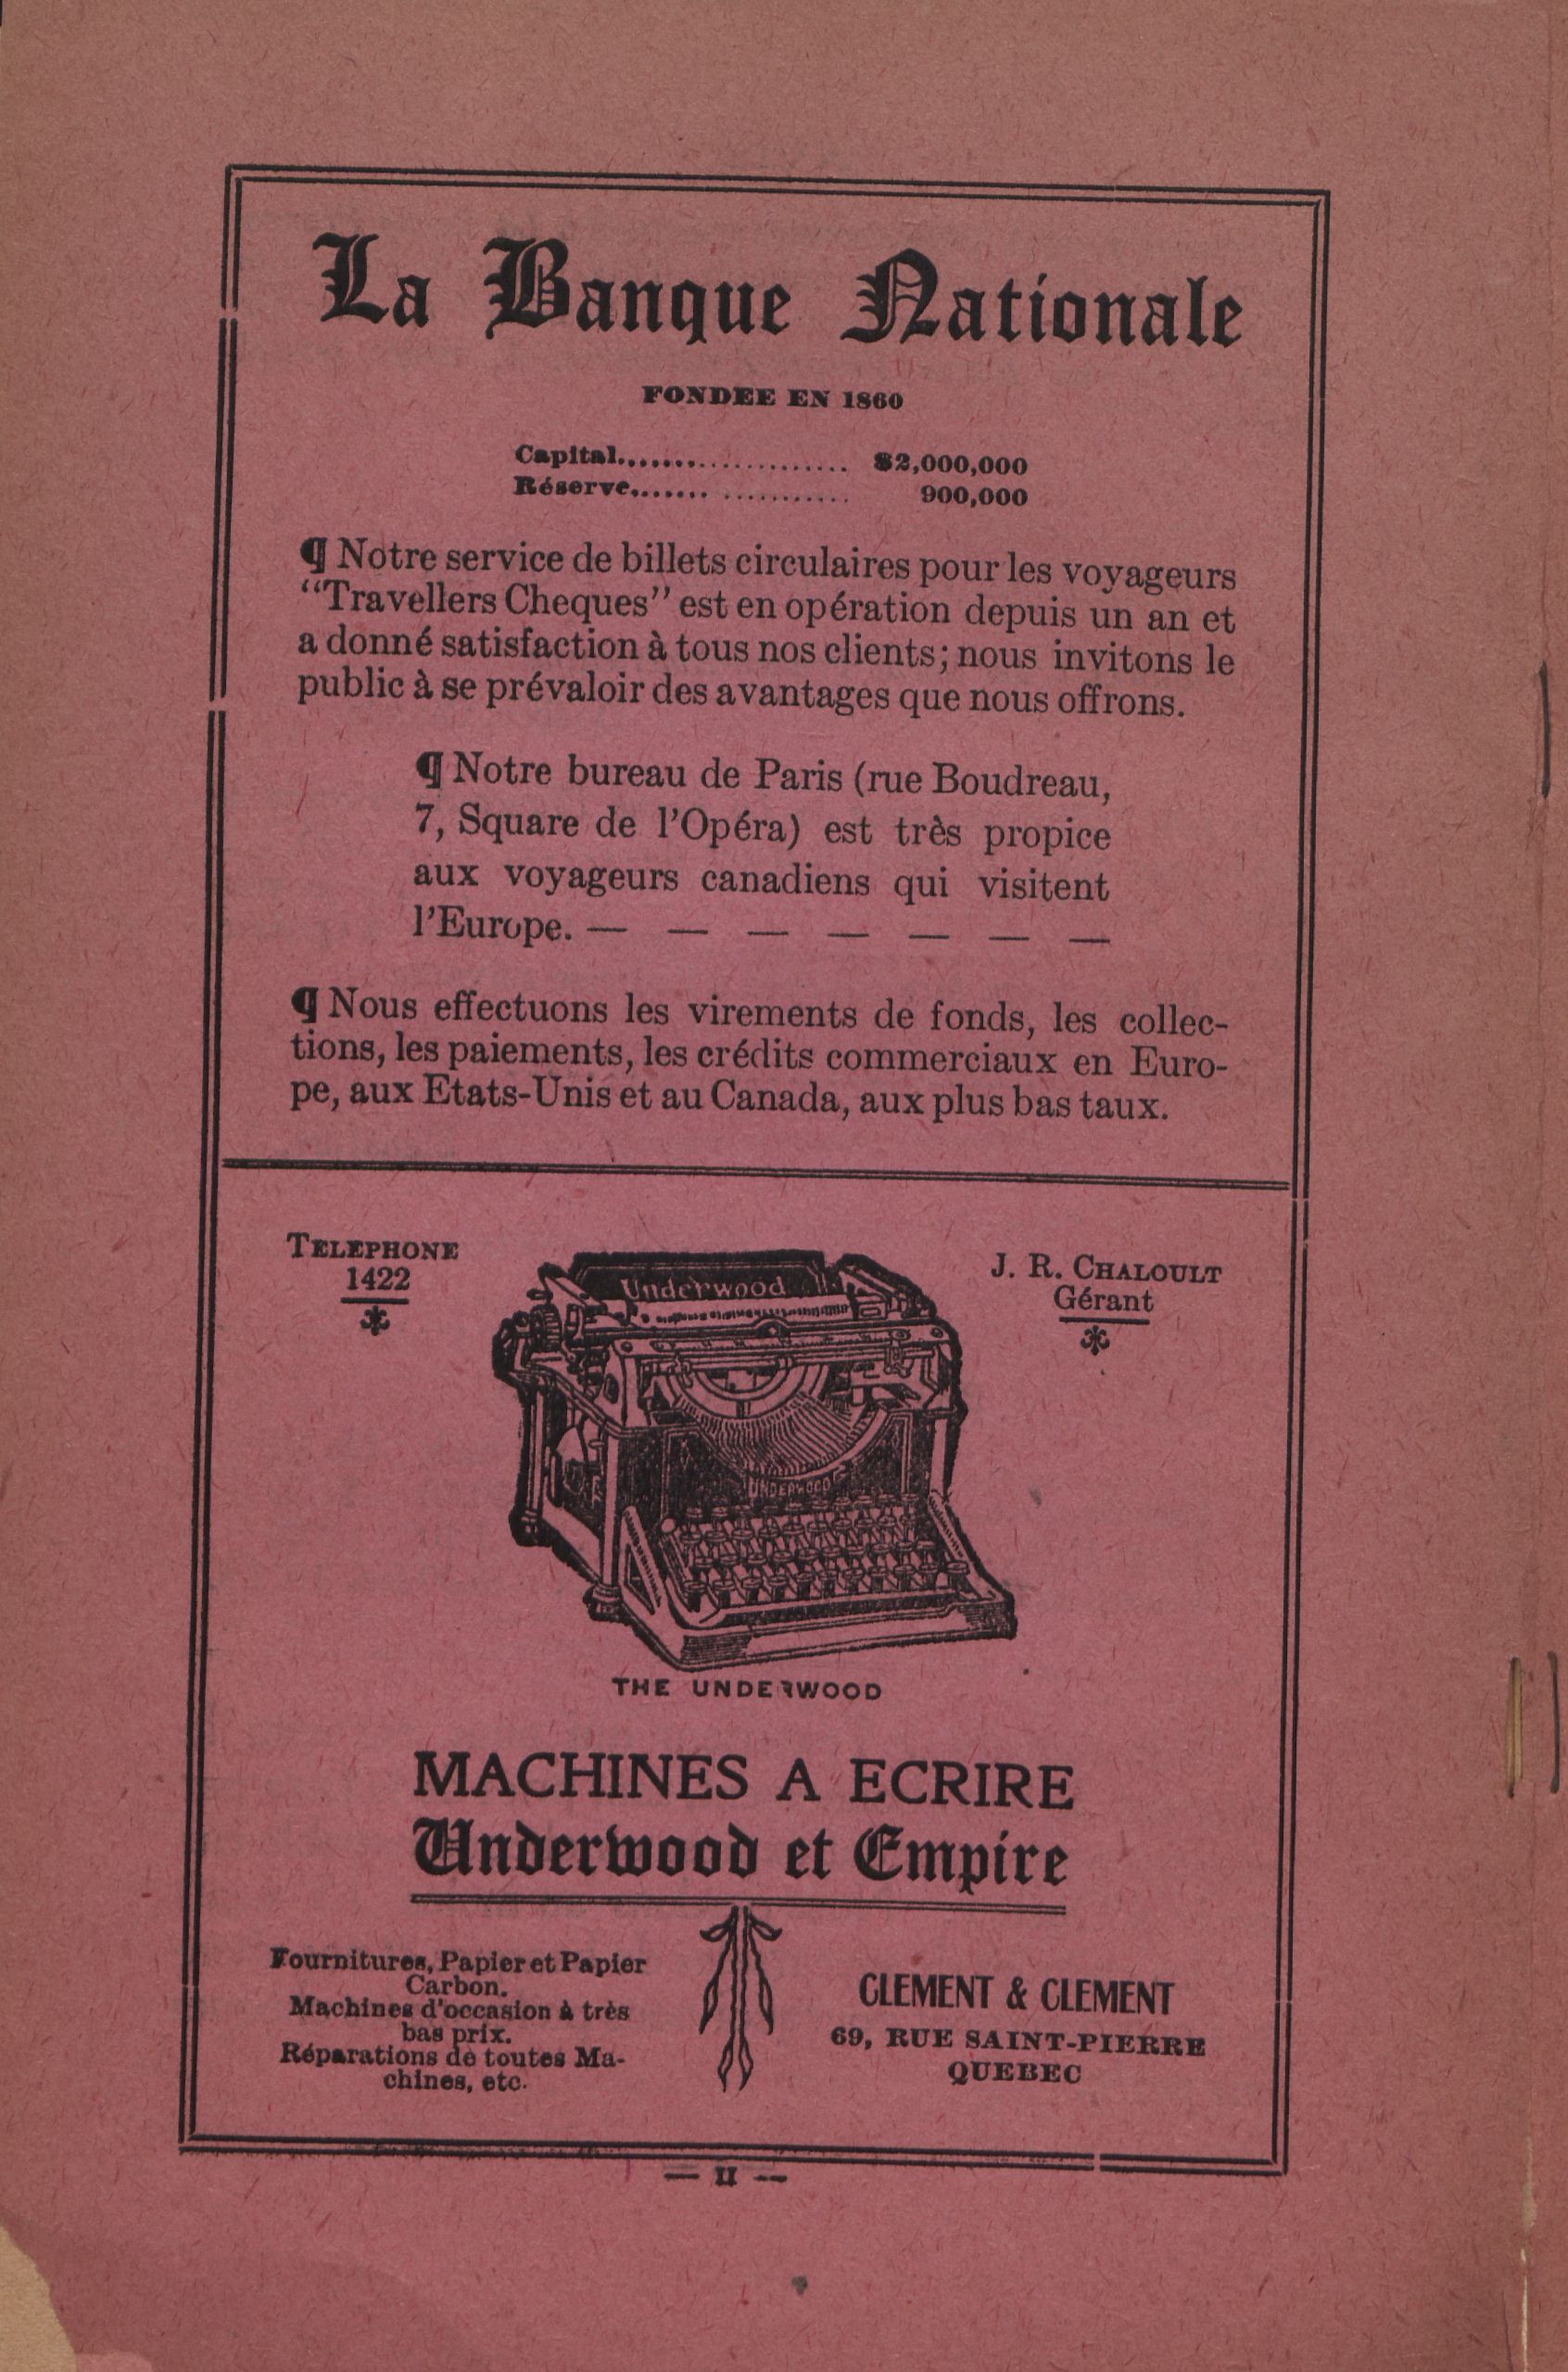 La Banque Nationale
FONDEE EN 1860
Capital........................ $2,000,000
Réserve....... ........... 900,000
¶ Notre service de billets circulaires pour les voyageurs
“Travellers Cheques” est en opération depuis un an et
a donné satisfaction à tous nos clients; nous invitons le
public à se prévaloir des avantages que nous offrons.
¶ Notre bureau de Paris (rue Boudreau,
7, Square de l’Opéra) est très propice
aux voyageurs canadiens qui visitent
l’Europe. — — — — — — —
¶ Nous effectuons les virements de fonds, les collec-
tions, les paiements, les crédits commerciaux en Euro-
pe, aux Etats-Unis et au Canada, aux plus bas taux.
TELEPHONE
1422
J. R. CHALOULT
Gérant
Underwood
UNDERWOOD
THE UNDERWOOD
MACHINES A ECRIRE
Underwood et Empire
Fournitures, Papier et Papier
Carbon.
Machines d'occasion à très
bas prix.
Réparations de toutes Ma-
chines, etc.
CLEMENT & CLEMENT
69, RUE SAINT-PIERRE
QUEBEC
— II —